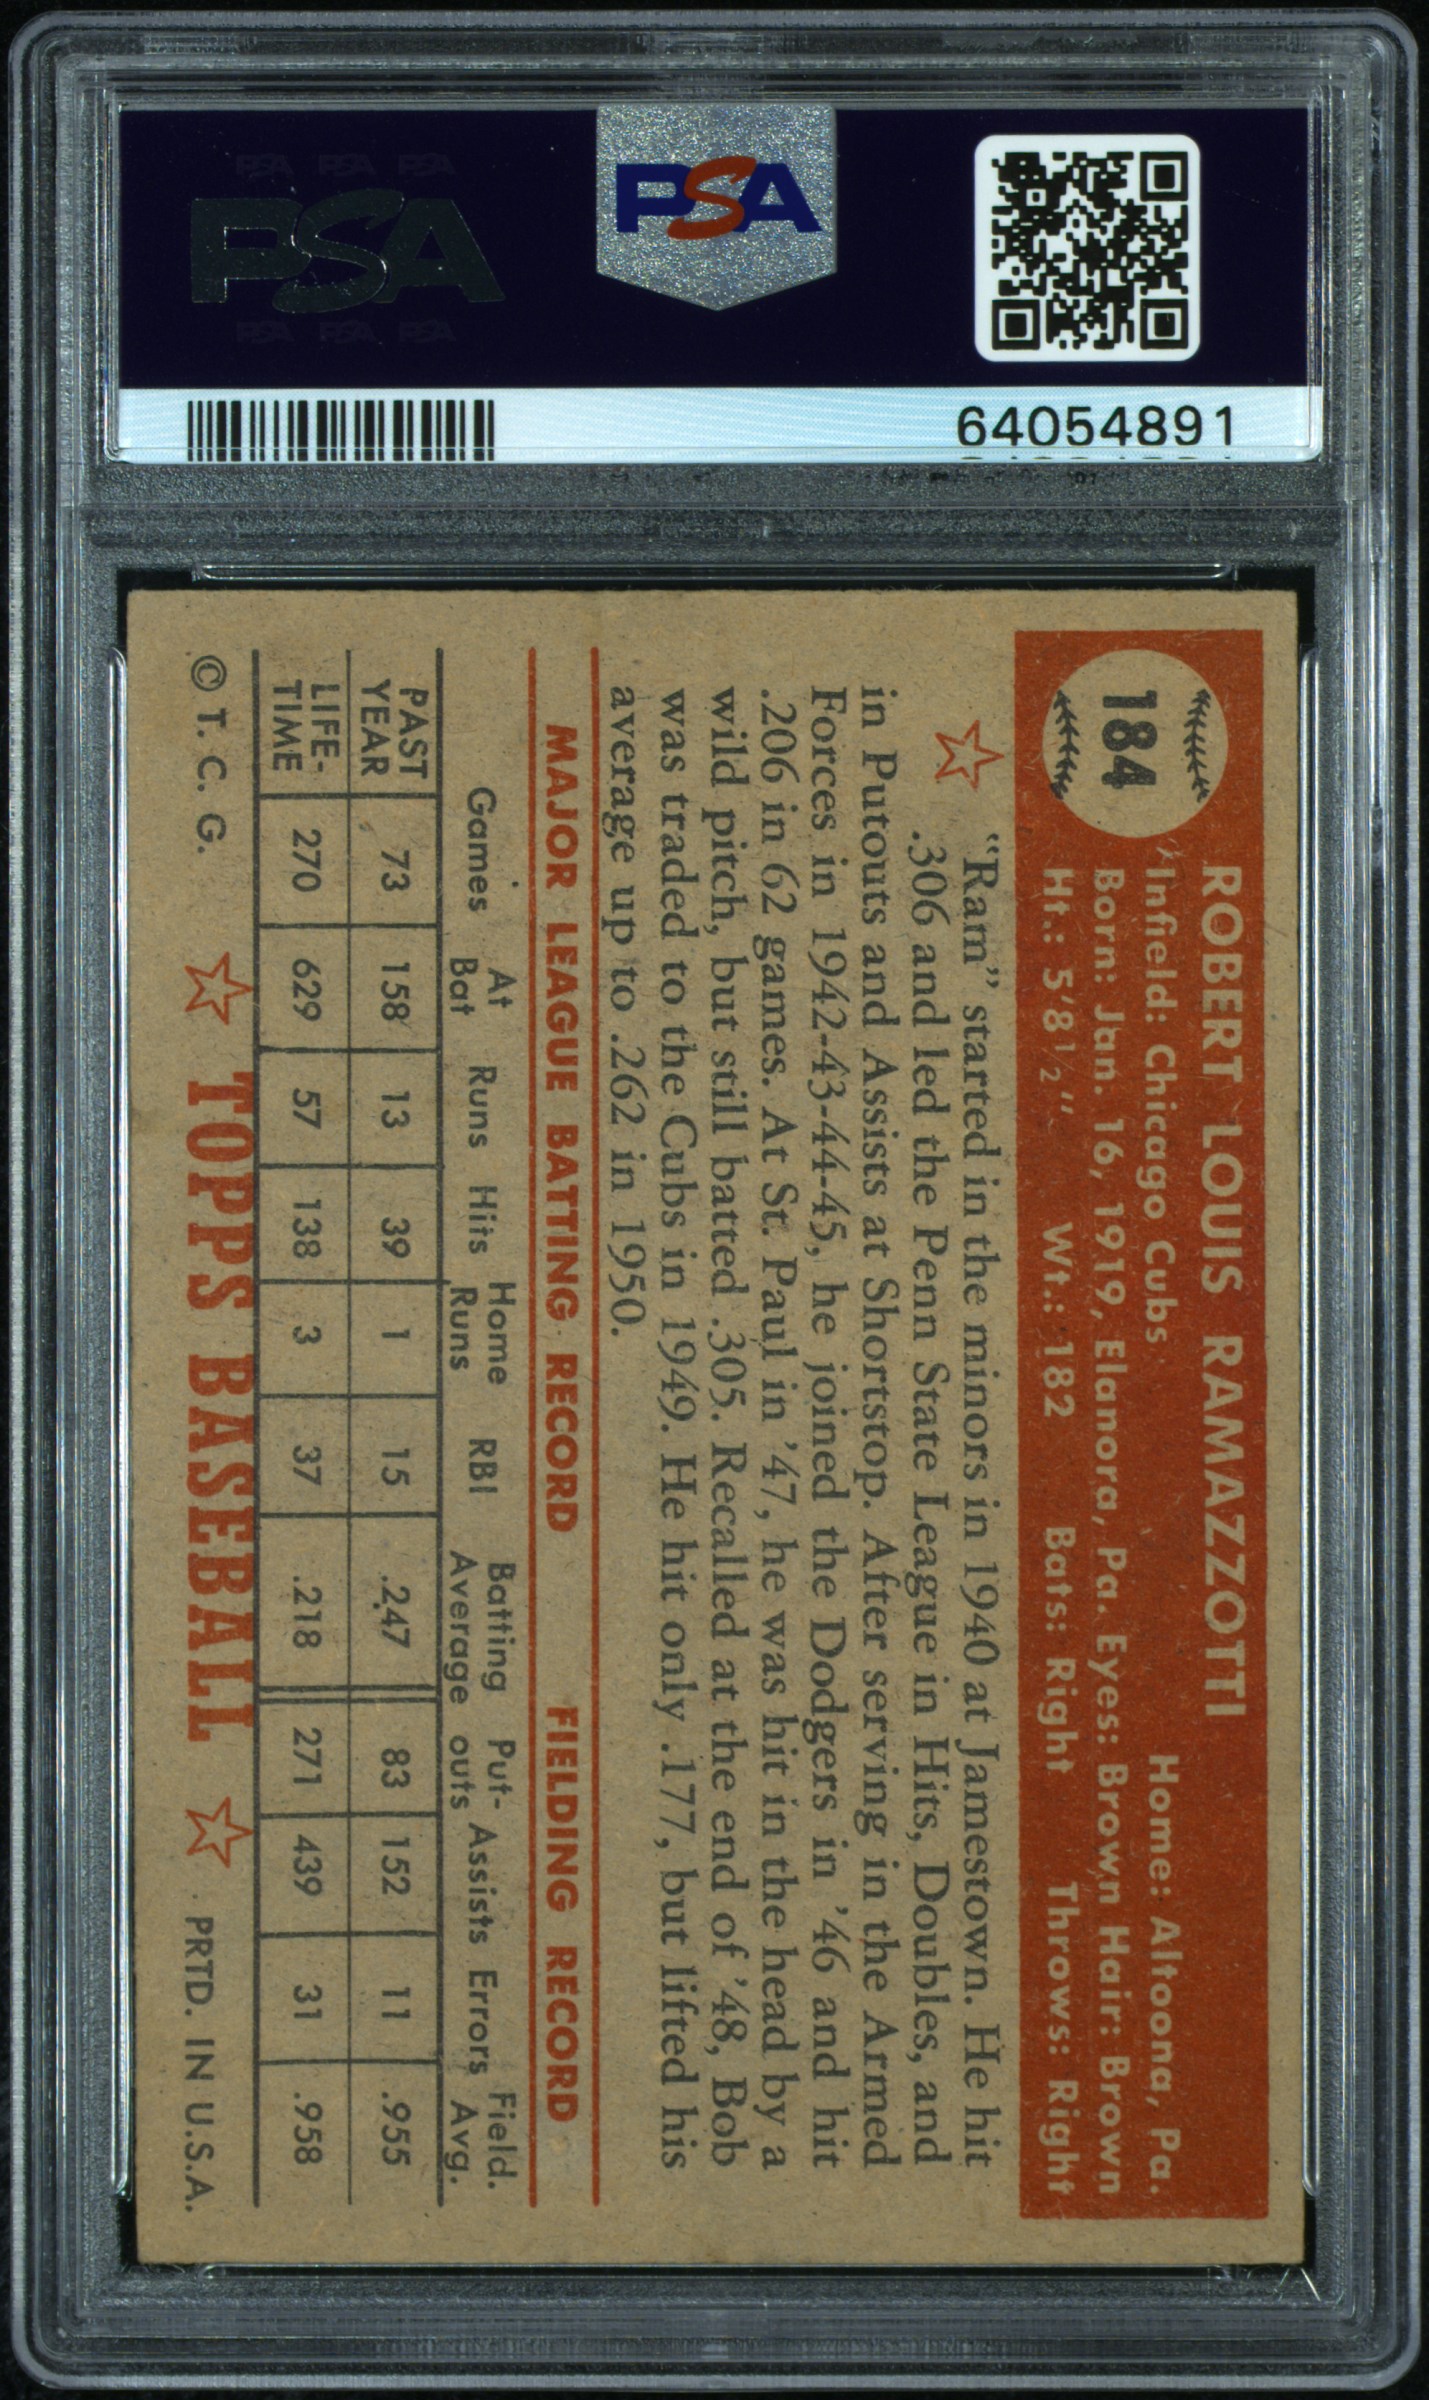 PSA PSA PSA
PSA
PSA PSA PSA
PSA
64054891
184
ROBERT LOUIS RAMAZZOTTI
Infield: Chicago Cubs Home: Altoona, Pa.
Born: Jan. 16, 1919, Elanora, Pa. Eyes: Brown Hair: Brown
Ht.: 5'8½" Wt.: 182 Bats: Right Throws: Right
"Ram" started in the minors in 1940 at Jamestown. He hit
.306 and led the Penn State League in Hits, Doubles, and
in Putouts and Assists at Shortstop. After serving in the Armed
Forces in 1942-43-44-45, he joined the Dodgers in '46 and hit
.206 in 62 games. At St. Paul in '47, he was hit in the head by a
wild pitch, but still batted .305. Recalled at the end of '48, Bob
was traded to the Cubs in 1949. He hit only .177, but lifted his
average up to .262 in 1950.
MAJOR LEAGUE BATTING RECORD FIELDING RECORD
Games At Bat Runs Hits Home Runs RBI Batting Average Put-outs Assists Errors Field. Avg.
PAST YEAR 73 158 13 39 1 15 .247 83 152 11 .955
LIFE-TIME 270 629 57 138 3 37 .218 271 439 31 .958
© T. C. G. TOPPS BASEBALL PRTD. IN U.S.A.